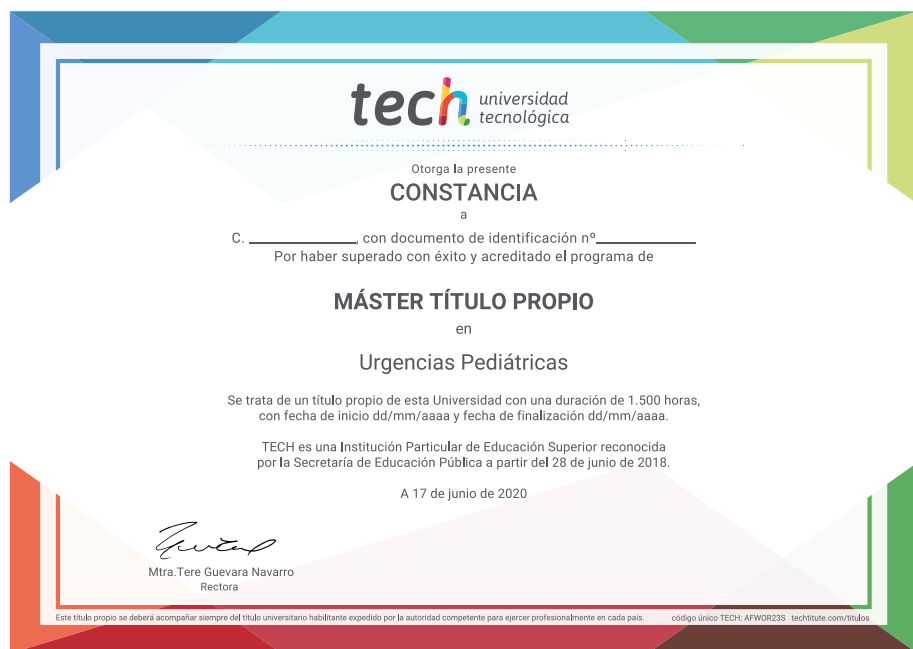 tech universidad
tecnológica
Otorga la presente
CONSTANCIA
a
C. ____________, con documento de identificación nº____________
Por haber superado con éxito y acreditado el programa de
MÁSTER TÍTULO PROPIO
en
Urgencias Pediátricas
Se trata de un título propio de esta Universidad con una duración de 1.500 horas,
con fecha de inicio dd/mm/aaaa y fecha de finalización dd/mm/aaaa.
TECH es una Institución Particular de Educación Superior reconocida
por la Secretaría de Educación Pública a partir del 28 de junio de 2018.
A 17 de junio de 2020
Mtra.Tere Guevara Navarro
Rectora
Este título propio se deberá acompañar siempre del título universitario habilitante expedido por la autoridad competente para ejercer profesionalmente en cada país. código único TECH: AFWOR23S techtitute.com/titulos